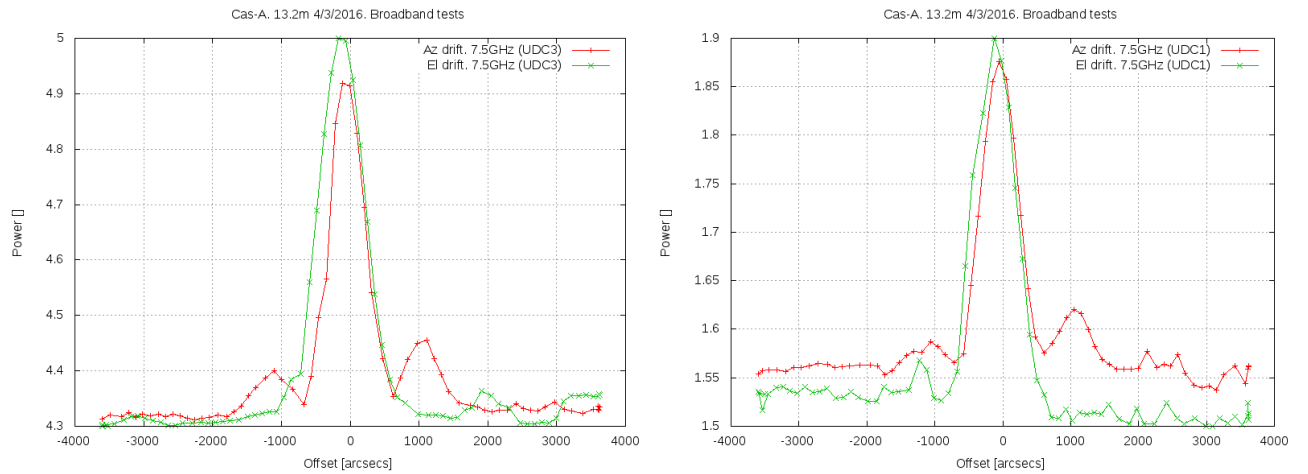 Cas-A. 13.2m 4/3/2016. Broadband tests
5
4.9
4.8
4.7
4.6
4.5
4.4
4.3
Power []
Az drift. 7.5GHz (UDC3)
El drift. 7.5GHz (UDC3)
-4000 -3000 -2000 -1000 0 1000 2000 3000 4000
Offset [arcsecs]
Cas-A. 13.2m 4/3/2016. Broadband tests
1.9
1.85
1.8
1.75
1.7
1.65
1.6
1.55
1.5
Power []
Az drift. 7.5GHz (UDC1)
El drift. 7.5GHz (UDC1)
-4000 -3000 -2000 -1000 0 1000 2000 3000 4000
Offset [arcsecs]